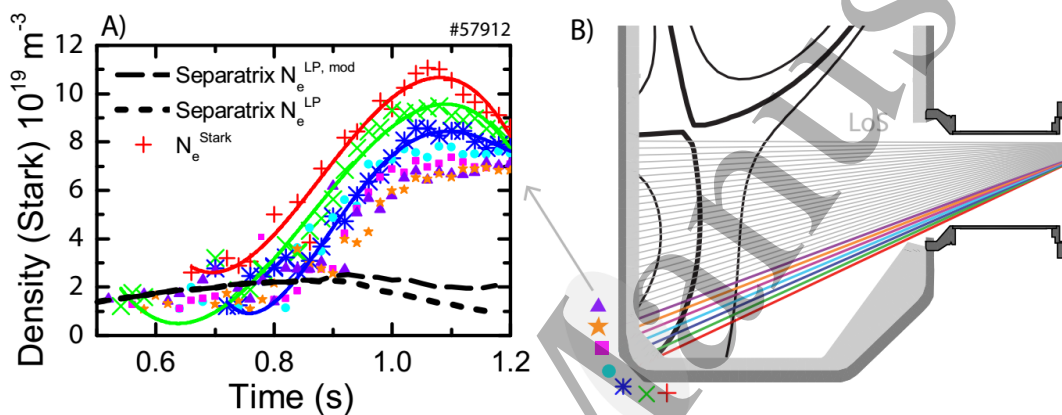 A)
#57912
B)
Density (Stark) 10^19 m^-3
12
10
8
6
4
2
0
Separatrix N_e^LP, mod
Separatrix N_e^LP
N_e^Stark
0.6
0.8
1.0
1.2
Time (s)
LoS